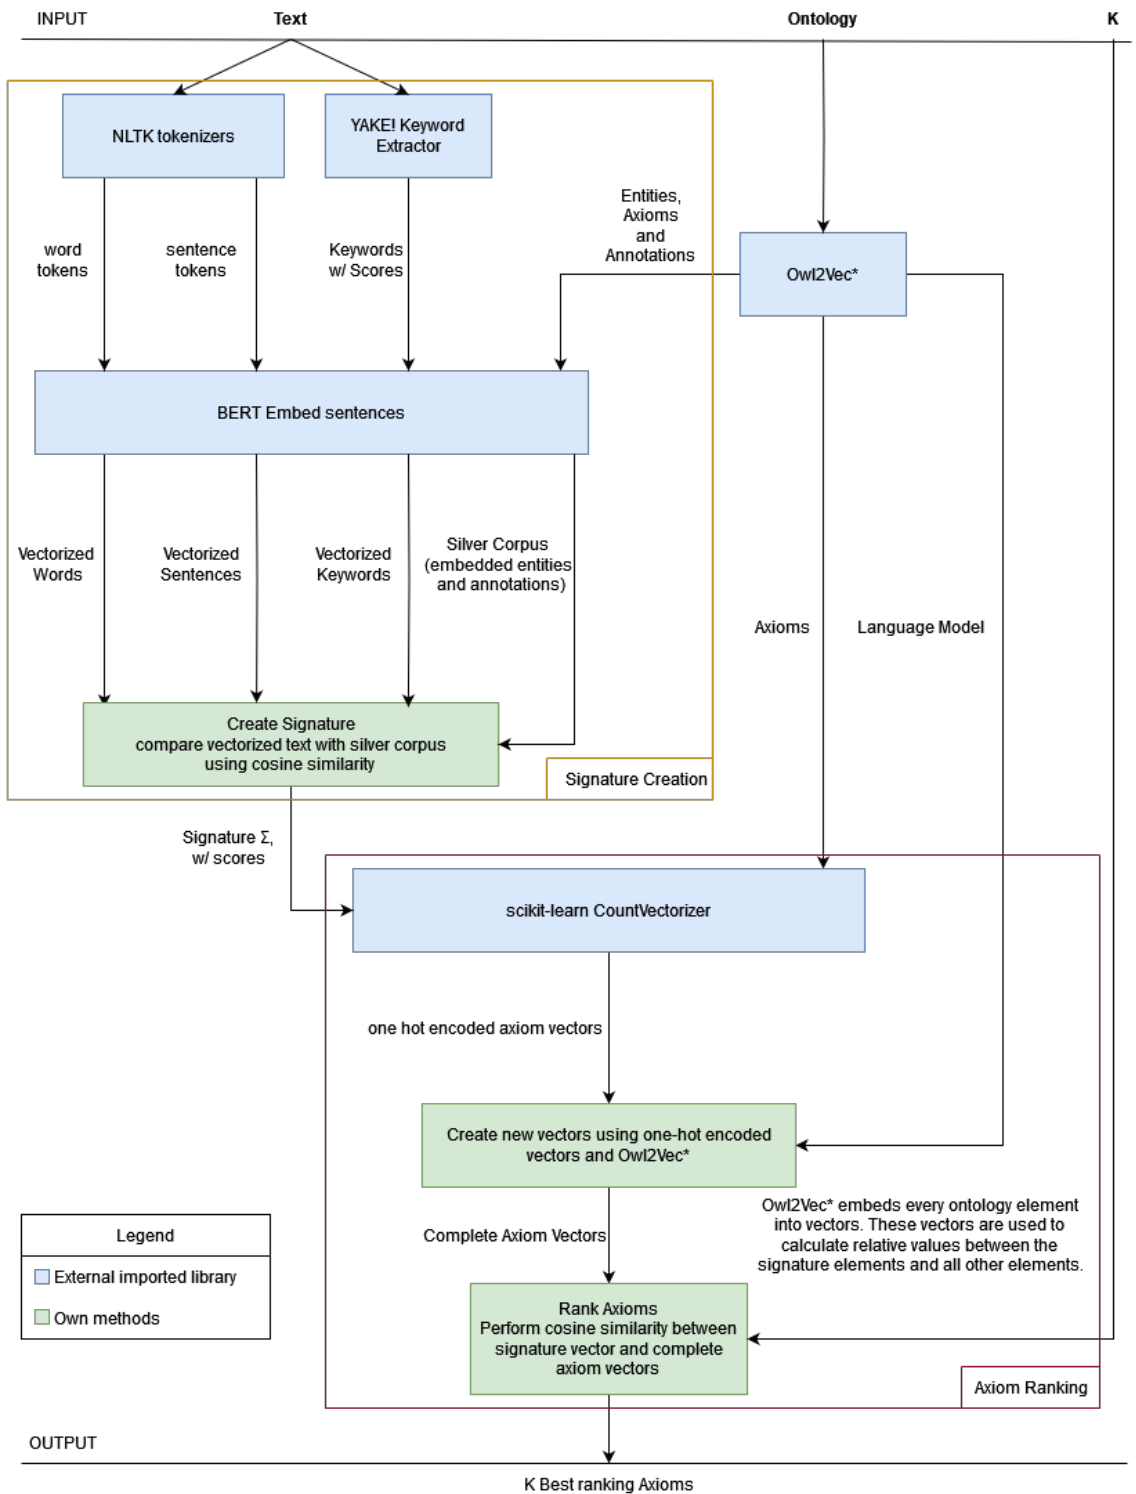 INPUT
Text
Ontology
K
NLTK tokenizers
YAKE! Keyword
Extractor
Entities,
Axioms
and
Annotations
word
tokens
sentence
tokens
Keywords
w/ Scores
Owl2Vec*
BERT Embed sentences
Vectorized
Words
Vectorized
Sentences
Vectorized
Keywords
Silver Corpus
(embedded entities
and annotations)
Axioms
Language Model
Create Signature
compare vectorized text with silver corpus
using cosine similarity
Signature Creation
Signature Σ,
w/ scores
scikit-learn CountVectorizer
one hot encoded axiom vectors
Create new vectors using one-hot encoded
vectors and Owl2Vec*
Owl2Vec* embeds every ontology element
into vectors. These vectors are used to
calculate relative values between the
signature elements and all other elements.
Complete Axiom Vectors
Legend
External imported library
Own methods
Rank Axioms
Perform cosine similarity between
signature vector and complete
axiom vectors
Axiom Ranking
OUTPUT
K Best ranking Axioms